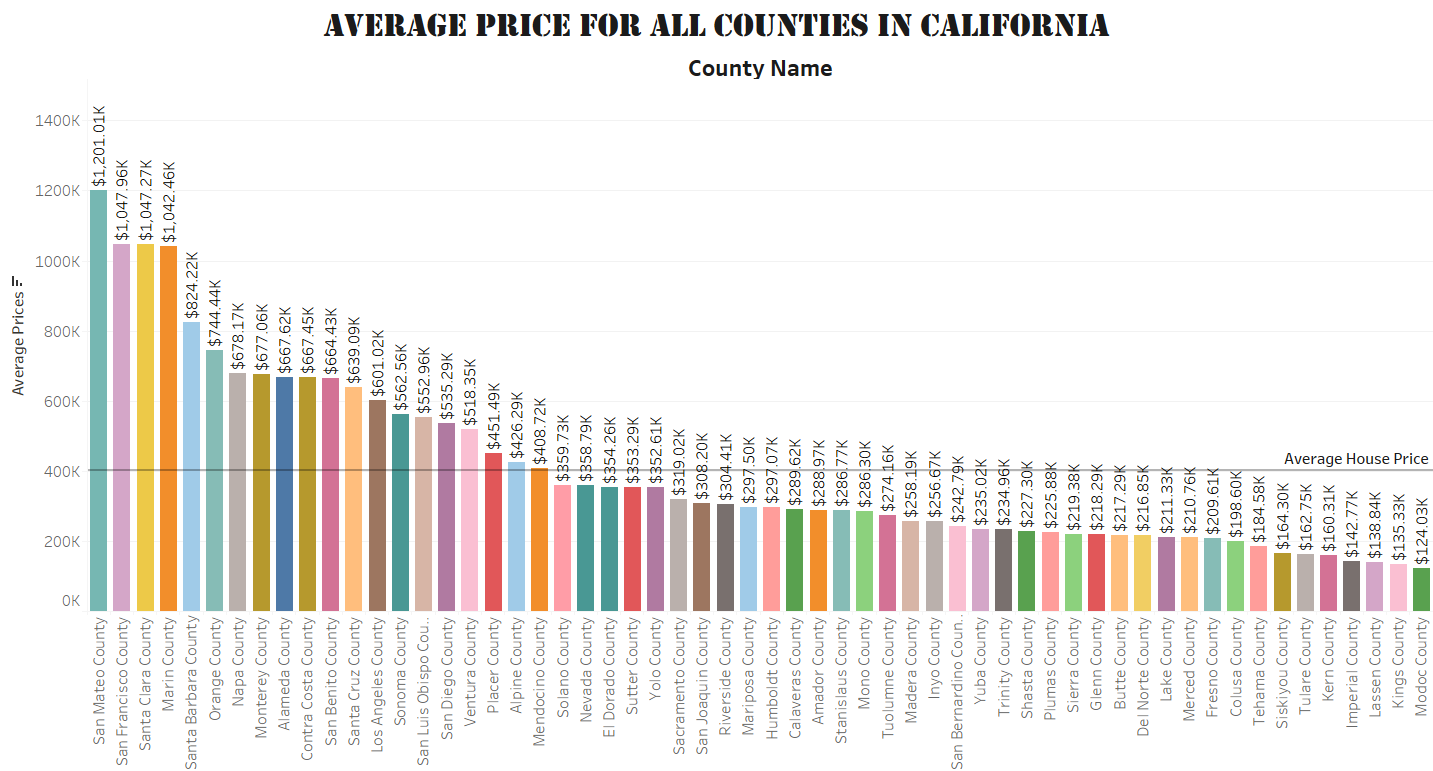 AVERAGE PRICE FOR ALL COUNTIES IN CALIFORNIA
County Name
Average Prices
1400K
1200K
1000K
800K
600K
400K
200K
0K
Average House Price
$1,201.01K
$1,047.96K
$1,047.27K
$1,042.46K
$824.22K
$744.44K
$678.17K
$677.06K
$667.62K
$667.45K
$664.43K
$639.09K
$601.02K
$562.56K
$552.96K
$535.29K
$518.35K
$451.49K
$426.29K
$408.72K
$359.73K
$358.79K
$354.26K
$353.29K
$352.61K
$319.02K
$308.20K
$304.41K
$297.50K
$297.07K
$289.62K
$288.97K
$286.77K
$286.30K
$274.16K
$258.19K
$256.67K
$242.79K
$235.02K
$234.96K
$227.30K
$225.88K
$219.38K
$218.29K
$217.29K
$216.85K
$211.33K
$210.76K
$209.61K
$198.60K
$184.58K
$164.30K
$162.75K
$160.31K
$142.77K
$138.84K
$135.33K
$124.03K
San Mateo County
San Francisco County
Santa Clara County
Marin County
Santa Barbara County
Orange County
Napa County
Monterey County
Alameda County
Contra Costa County
San Benito County
Santa Cruz County
Los Angeles County
Sonoma County
San Luis Obispo Cou..
San Diego County
Ventura County
Placer County
Alpine County
Mendocino County
Solano County
Nevada County
El Dorado County
Sutter County
Yolo County
Sacramento County
San Joaquin County
Riverside County
Mariposa County
Humboldt County
Calaveras County
Amador County
Stanislaus County
Mono County
Tuolumne County
Madera County
Inyo County
San Bernardino Coun..
Yuba County
Trinity County
Shasta County
Plumas County
Sierra County
Glenn County
Butte County
Del Norte County
Lake County
Merced County
Fresno County
Colusa County
Tehama County
Siskiyou County
Tulare County
Kern County
Imperial County
Lassen County
Kings County
Modoc County